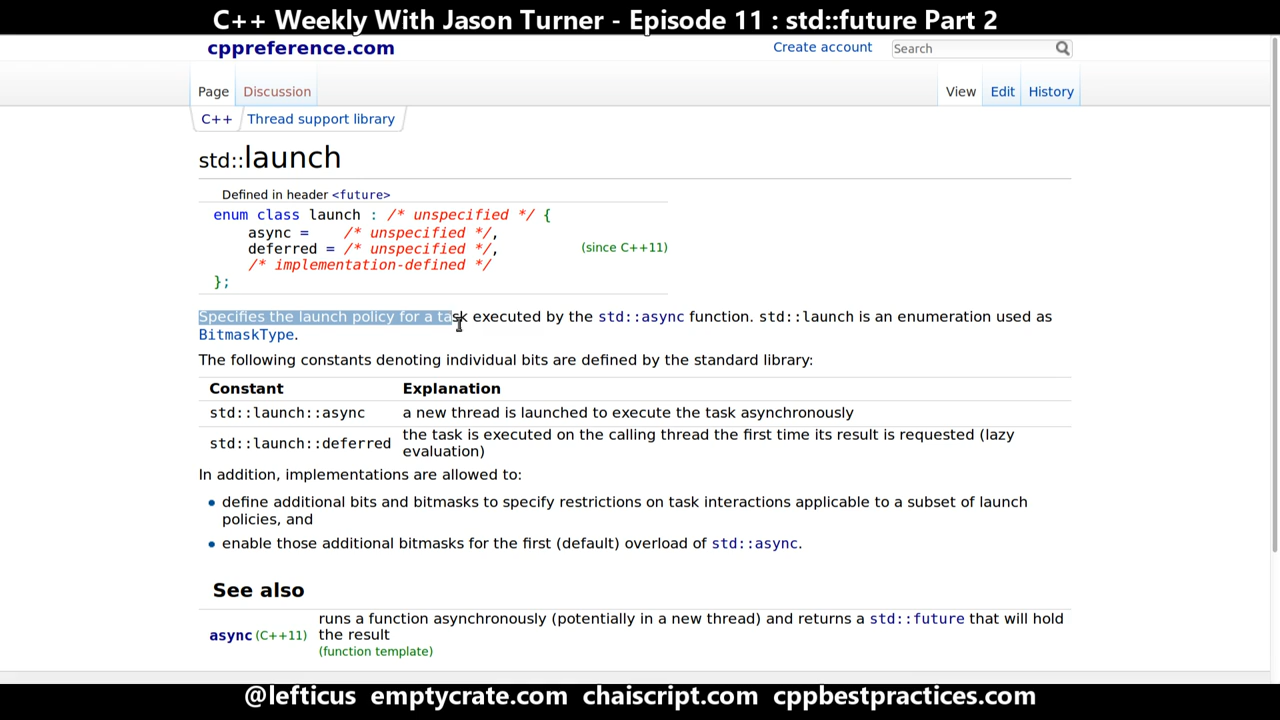 C++ Weekly With Jason Turner - Episode 11 : std::future Part 2
cppreference.com
Create account
Search
Page
Discussion
View
Edit
History
C++
Thread support library
std::launch
Defined in header <future>
enum class launch : /* unspecified */ {
async =    /* unspecified */,
deferred = /* unspecified */,
(since C++11)
/* implementation-defined */
};
Specifies the launch policy for a task executed by the std::async function. std::launch is an enumeration used as
BitmaskType.
The following constants denoting individual bits are defined by the standard library:
Constant Explanation
std::launch::async a new thread is launched to execute the task asynchronously
std::launch::deferred the task is executed on the calling thread the first time its result is requested (lazy
evaluation)
In addition, implementations are allowed to:
• define additional bits and bitmasks to specify restrictions on task interactions applicable to a subset of launch
policies, and
• enable those additional bitmasks for the first (default) overload of std::async.
See also
runs a function asynchronously (potentially in a new thread) and returns a std::future that will hold
async (C++11) the result
(function template)
@lefticus emptycrate.com chaiscript.com cppbestpractices.com